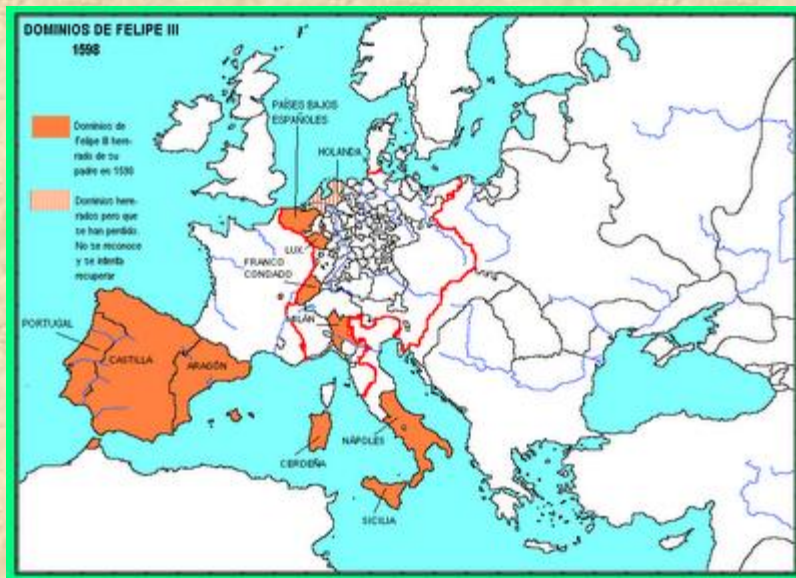 DOMINIOS DE FELIPE III
1598
Dominios de
Felipe III here-
dado de su
padre en 1598
Dominios here-
dados pero que
se han perdido.
No se reconoce
y se intenta
recuperar
PAÍSES BAJOS
ESPAÑOLES
HOLANDA
LUX.
FRANCO
CONDADO
PORTUGAL
CASTILLA
ARAGÓN
CERDEÑA
NÁPOLES
SICILIA